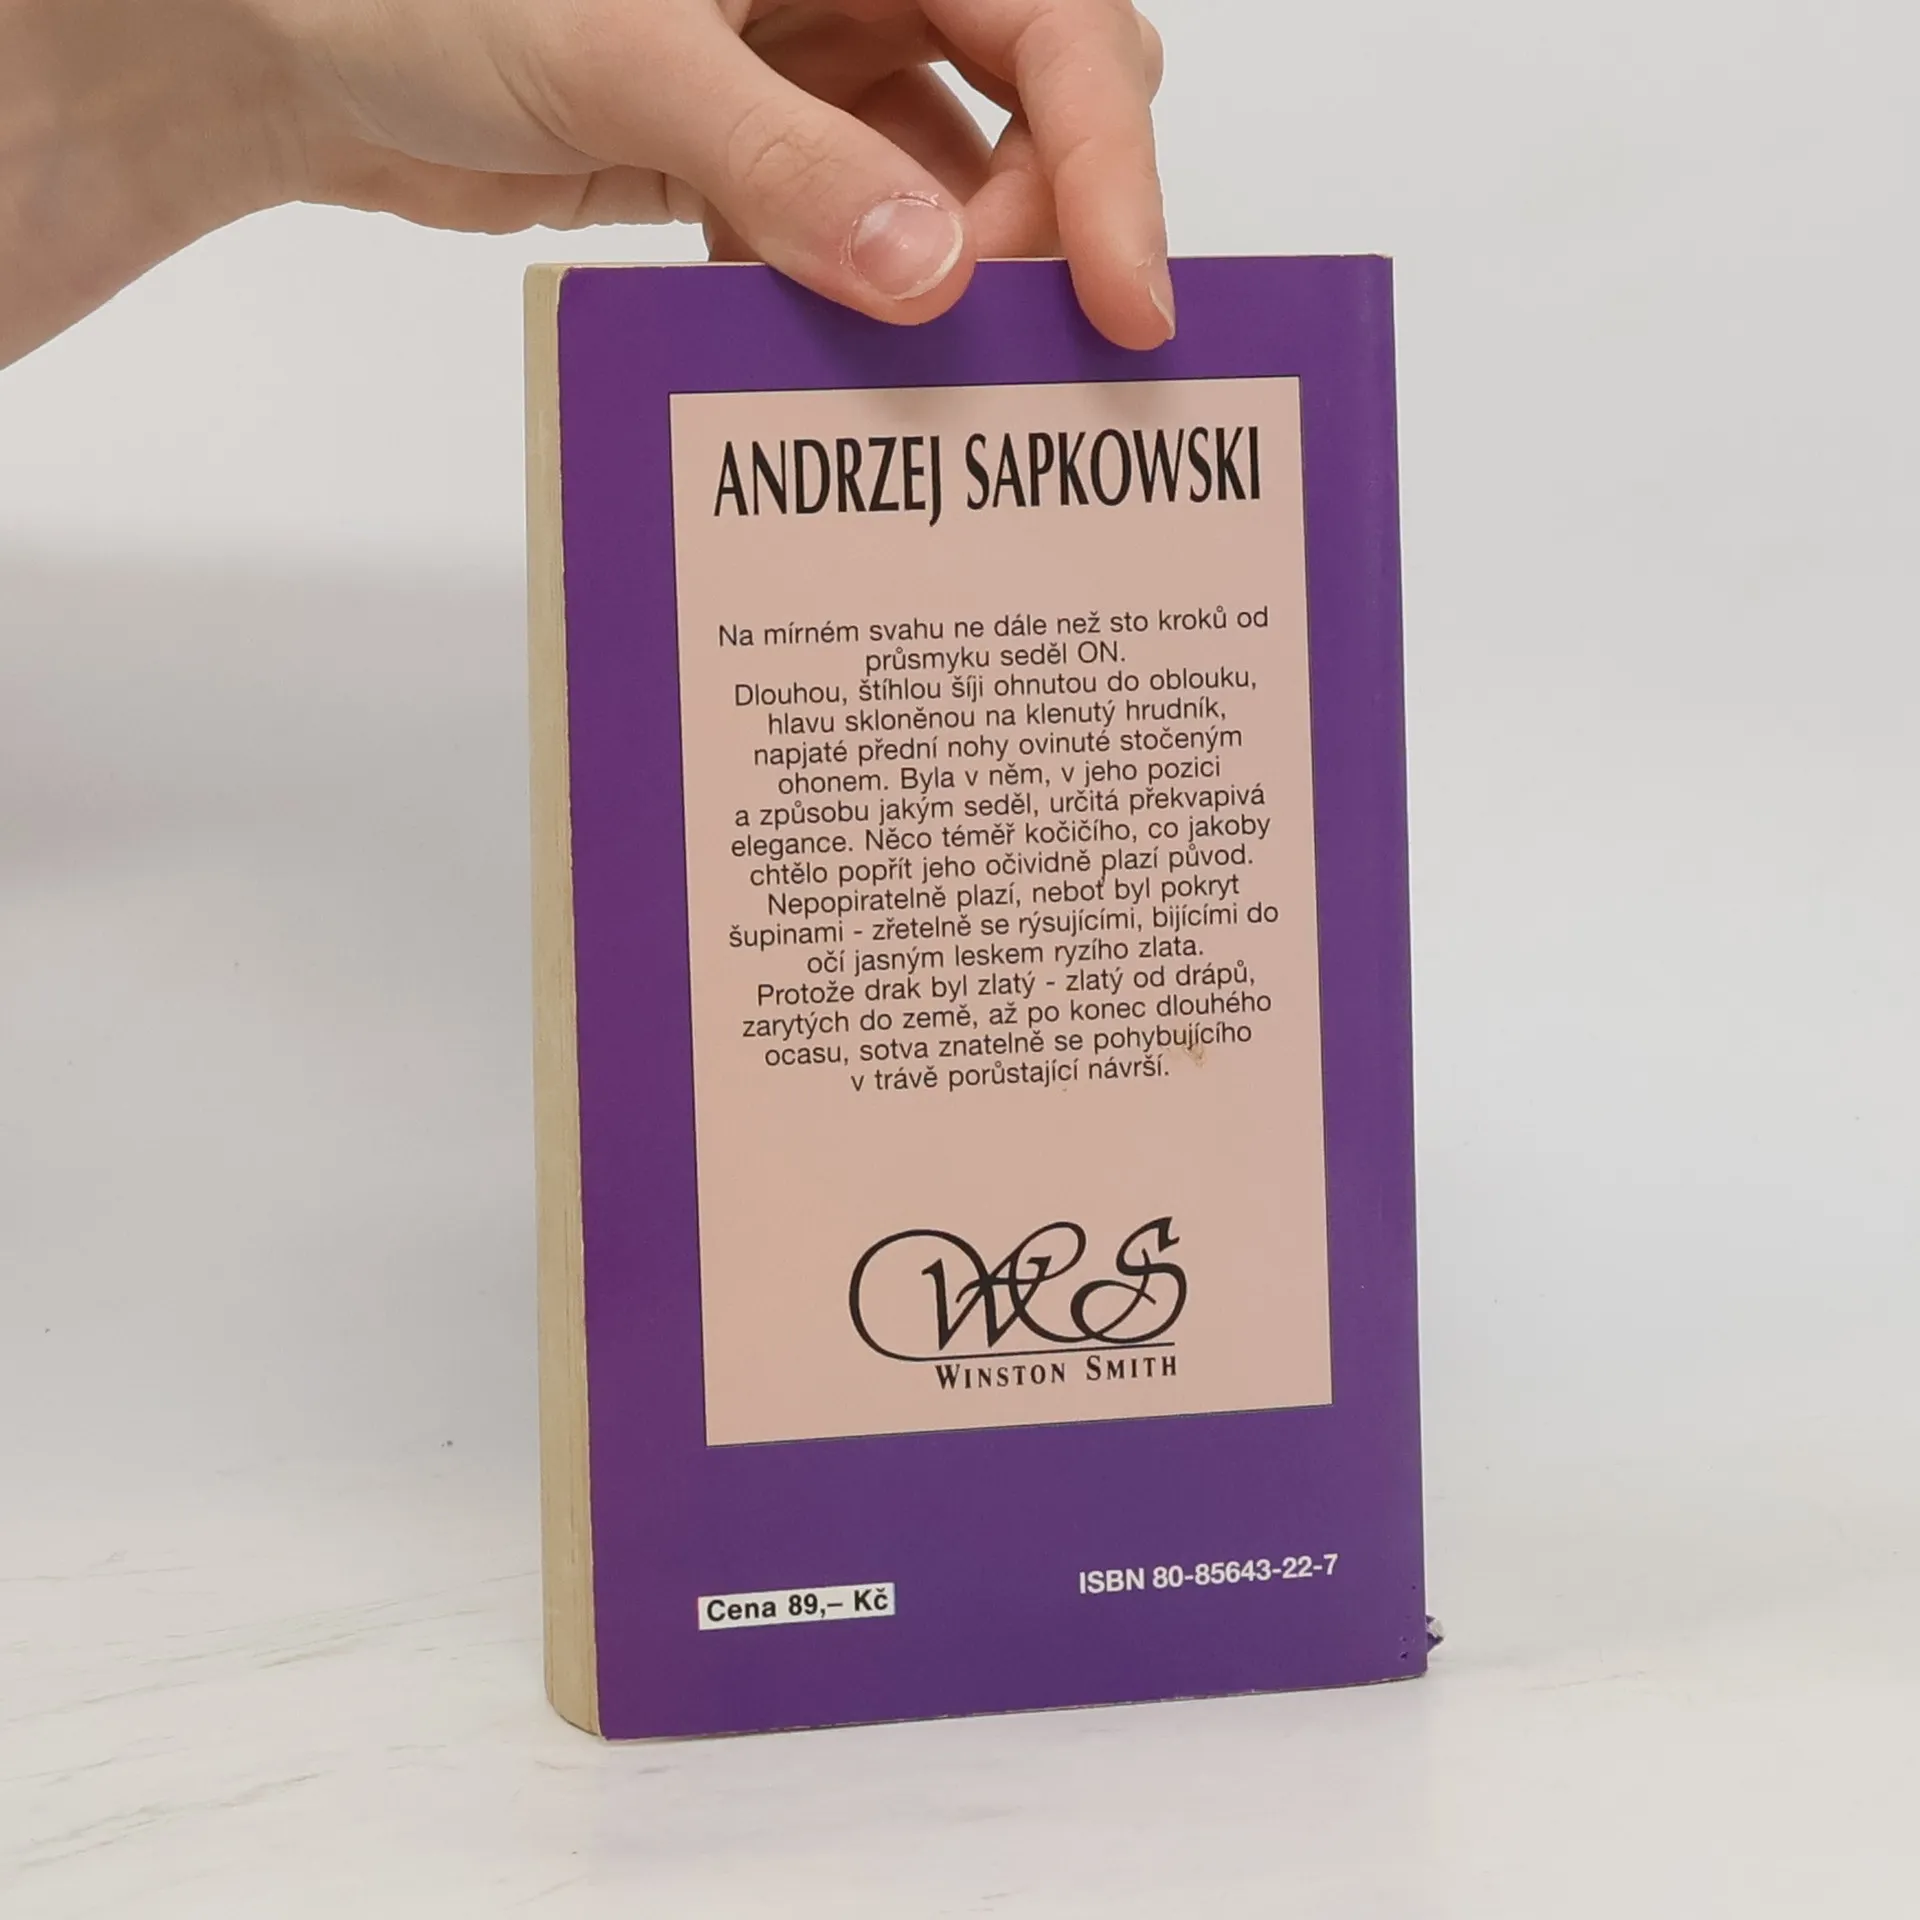 ANDRZEJ SAPKOWSKI
Na mírném svahu ne dále než sto kroků od
průsmyku seděl ON.
Dlouhou, štíhlou šíji ohnutou do oblouku,
hlavu skloněnou na klenutý hrudník,
napjaté přední nohy ovinuté stočeným
ohonem. Byla v něm, v jeho pozici
a způsobu jakým seděl, určitá překvapivá
elegance. Něco téměř kočičího, co jakoby
chtělo popřít jeho očividně plazí původ.
Nepopiratelně plazí, neboť byl pokryt
šupinami - zřetelně se rýsujícími, bijícími do
očí jasným leskem ryzího zlata.
Protože drak byl zlatý - zlatý od drápů,
zarytých do země, až po konec dlouhého
ocasu, sotva znatelně se pohybujícího
v trávě porůstající návrší.
WS
WINSTON SMITH
ISBN 80-85643-22-7
Cena 89,– Kč